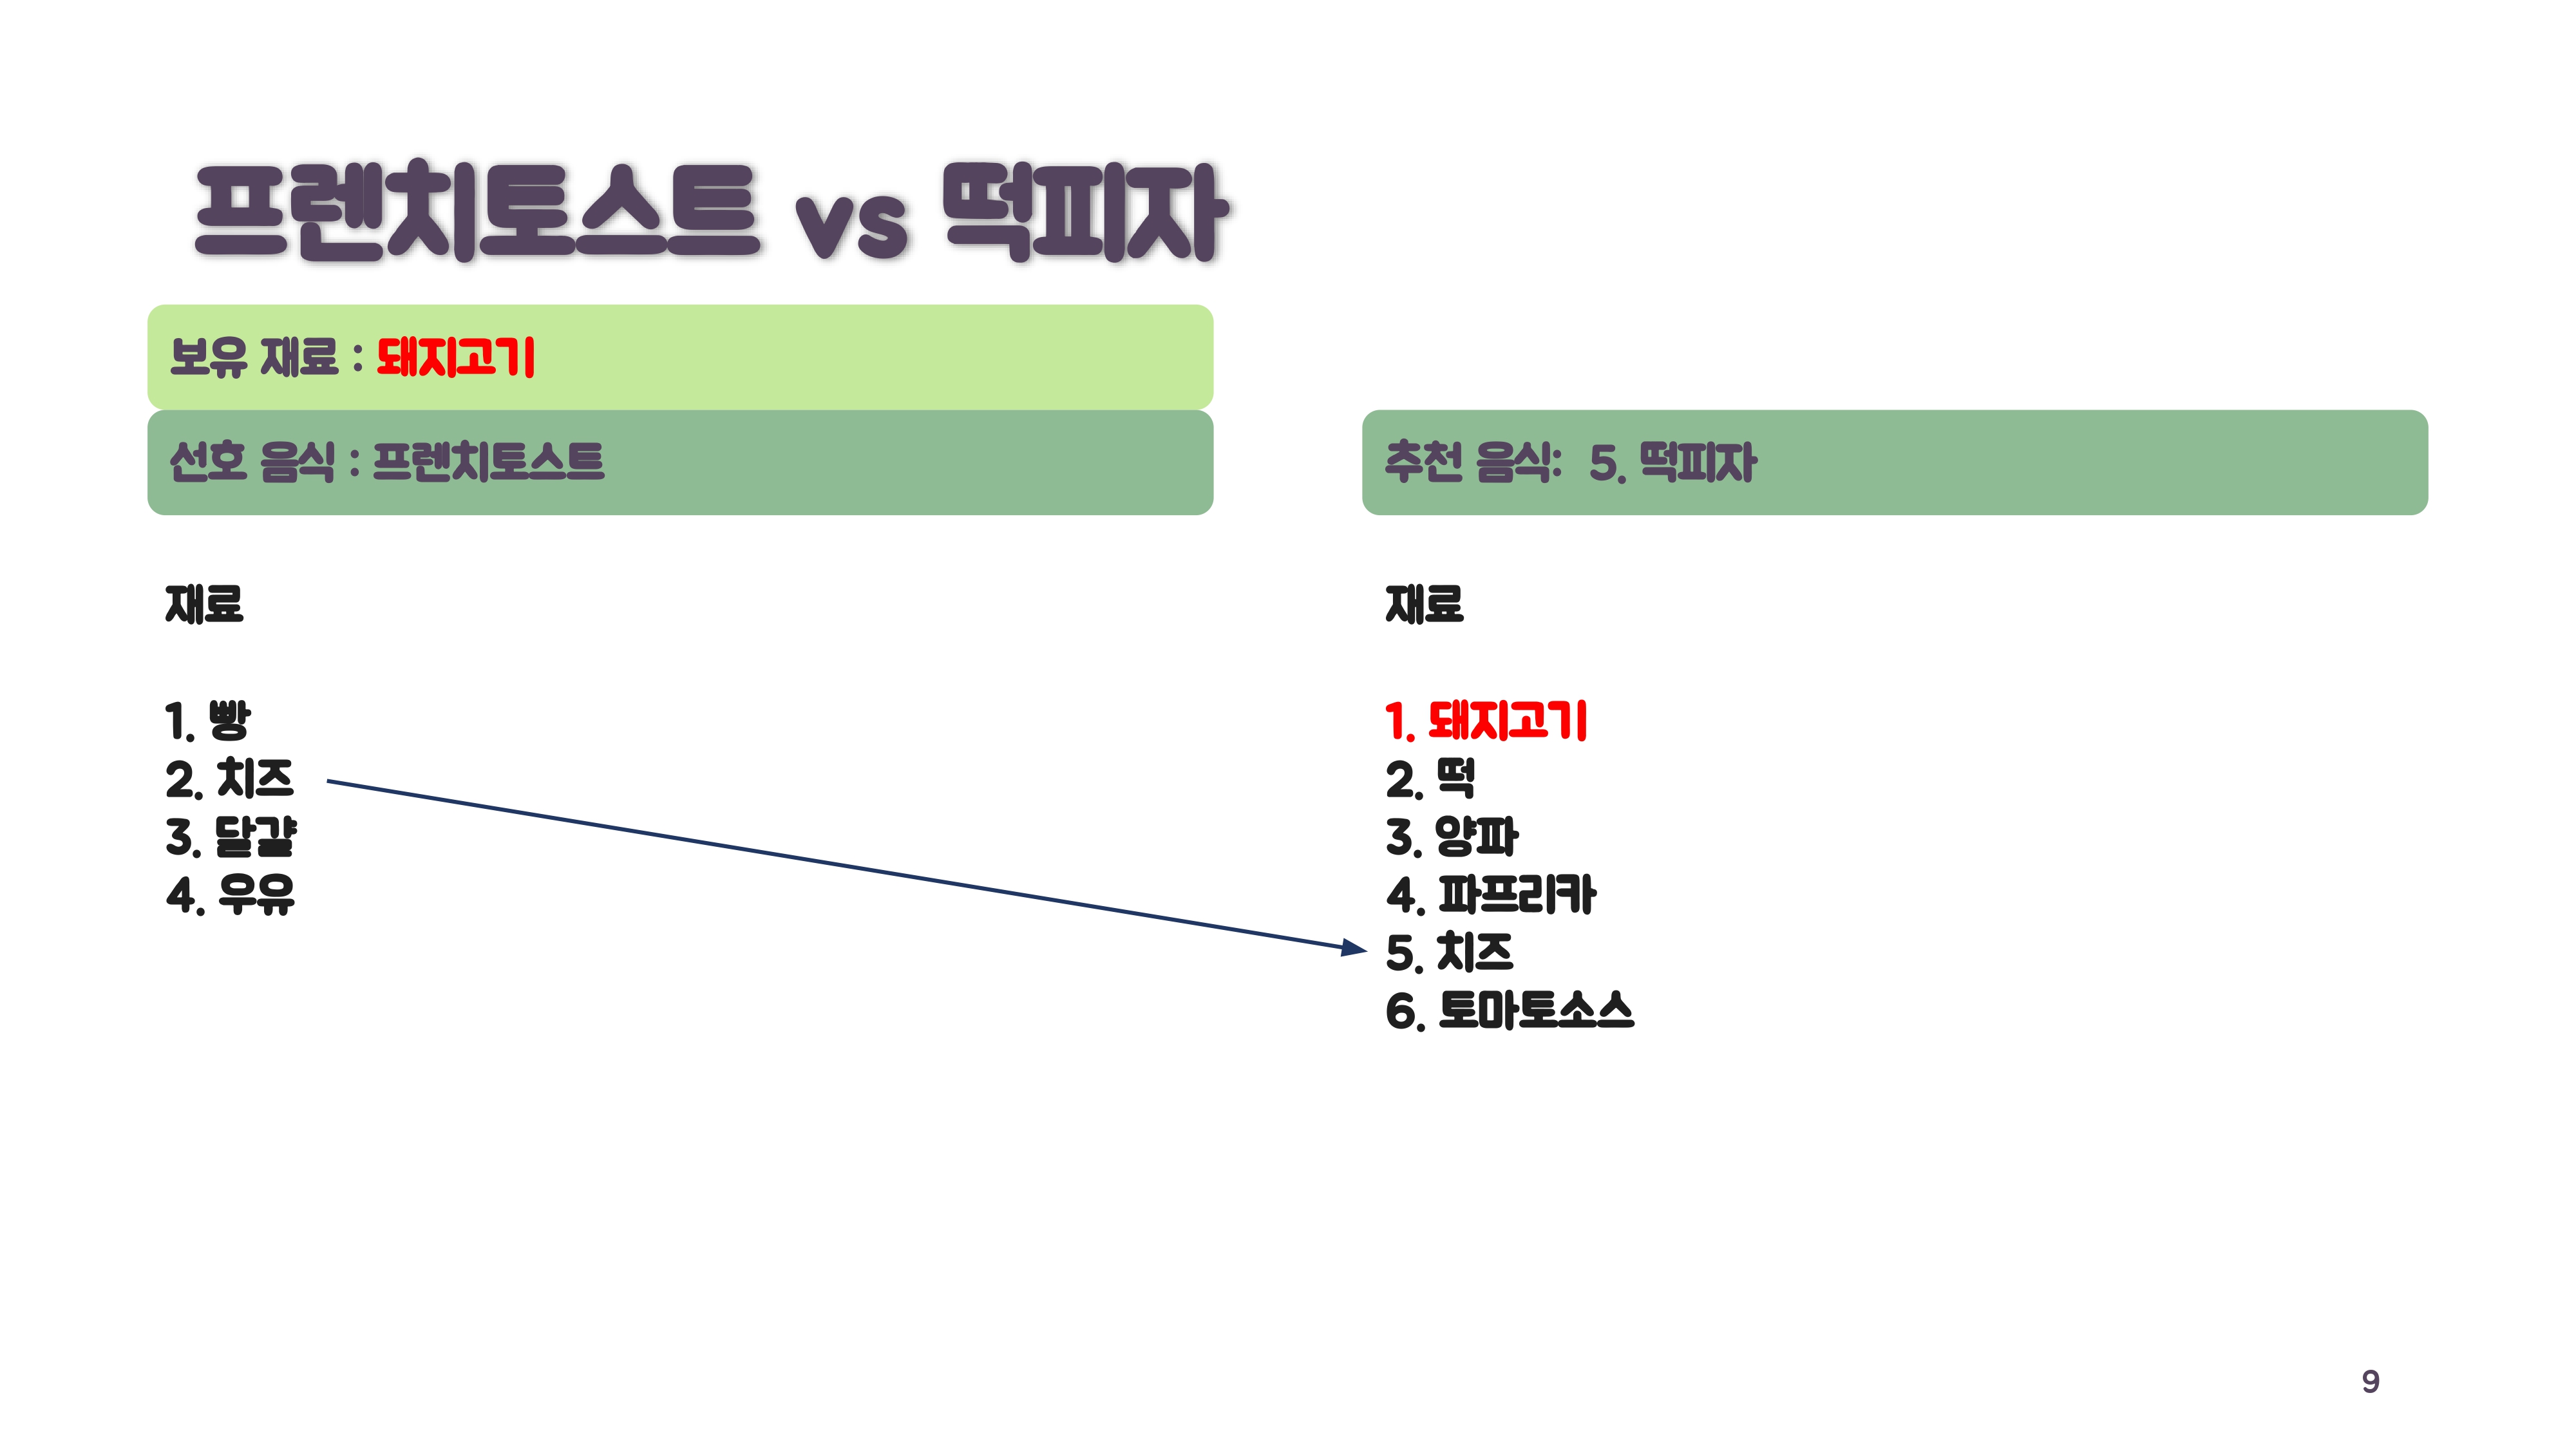 프렌치토스트 vs 떡피자
보유 재료 : 돼지고기
선호 음식 : 프렌치토스트
재료
1. 빵
2. 치즈
3. 달걀
4. 우유
추천 음식:  5. 떡피자
재료
1. 돼지고기
2. 떡
3. 양파
4. 파프리카
5. 치즈
6. 토마토소스
9